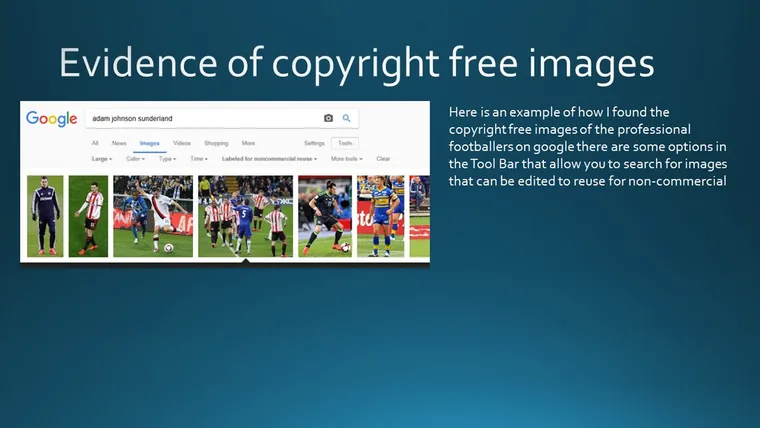 Evidence of copyright free images
Google
adam johnson sunderland
All News Images Videos Shopping More Settings Tools
Large Color Type Time Labeled for noncommercial reuse More tools Clear
Here is an example of how I found the
copyright free images of the professional
footballers on google there are some options in
the Tool Bar that allow you to search for images
that can be edited to reuse for non-commercial